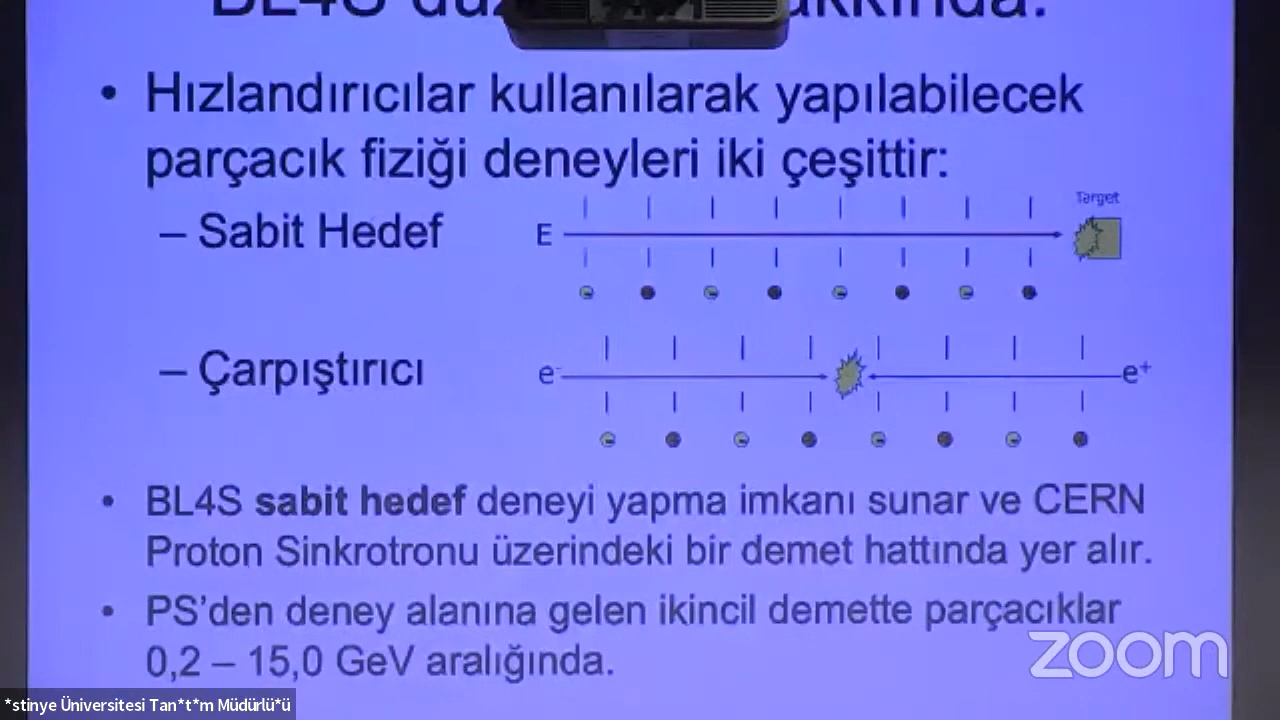 BL4S
Hızlandırıcılar kullanılarak yapılabilecek
parçacık fiziği deneyleri iki çeşittir:
Target
– Sabit Hedef
E
– Çarpıştırıcı
e-
e+
BL4S sabit hedef deneyi yapma imkanı sunar ve CERN
Proton Sinkrotronu üzerindeki bir demet hattında yer alır.
PS’den deney alanına gelen ikincil demette parçacıklar
0,2 – 15,0 GeV aralığında.
zoom
*stinye Üniversitesi Tan*t*m Müdürlü*ü